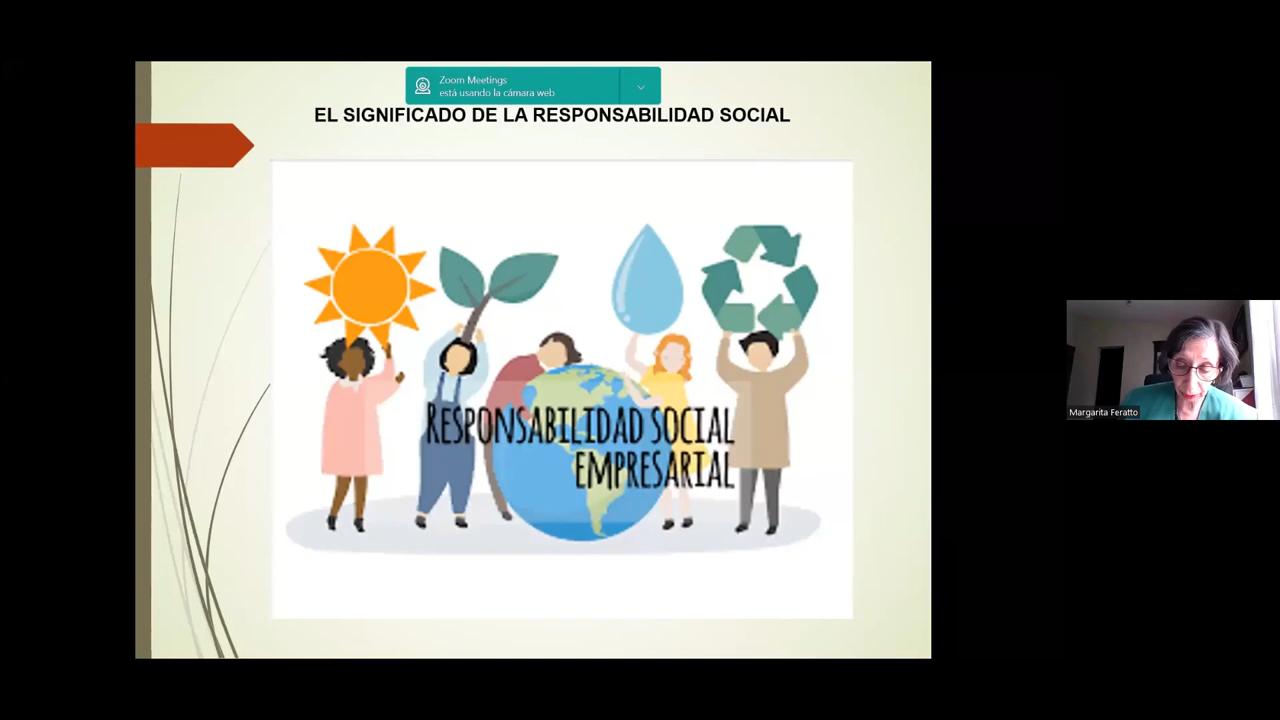 Zoom Meetings
está usando la cámara web
EL SIGNIFICADO DE LA RESPONSABILIDAD SOCIAL
RESPONSABILIDAD SOCIAL
EMPRESARIAL
Margarita Feratto